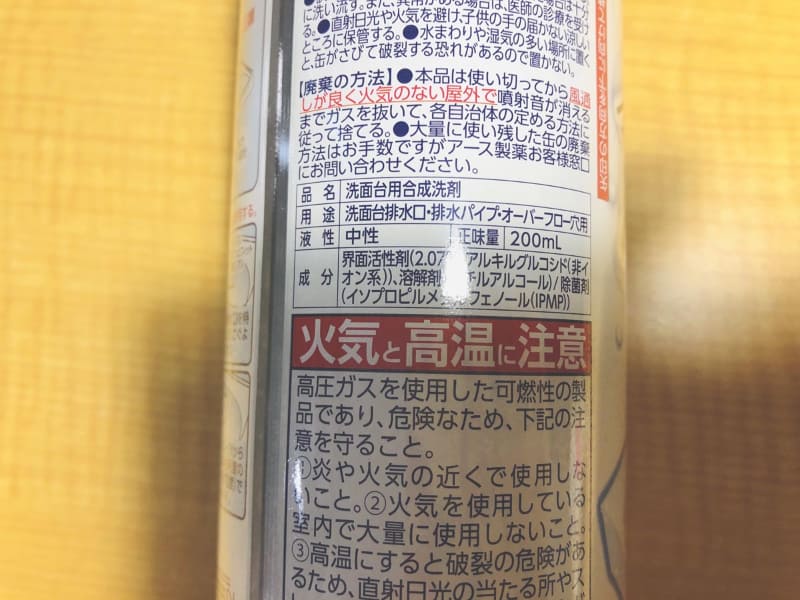 に洗い流す。また、異常がある場合は、医師の診療を受け
る。●直射日光や火気を避け、子供の手の届かない涼しい
ところに保管する。●水まわりや湿気の多い場所に置く
と、缶がさびて破裂する恐れがあるので置かない。
【廃棄の方法】●本品は使い切ってから風通
しが良く火気のない屋外で噴射音が消える
までガスを抜いて、各自治体の定める方法に
従って捨てる。●大量に使い残した缶の廃棄
方法はお手数ですがアース製薬お客様窓口
にお問い合わせください。
品 名 洗面台用合成洗剤
用 途 洗面台排水口・排水パイプ・オーバーフロー穴用
液 性 中性 正味量 200mL
成 分 界面活性剤(2.07 アルキルグルコシド(非イ
オン系))、溶解剤 アルコール)/除菌剤
(イソプロピルメ フェノール(IPMP))
火気と高温に注意
高圧ガスを使用した可燃性の製
品であり、危険なため、下記の注
意を守ること。
①炎や火気の近くで使用しな
いこと。②火気を使用している
室内で大量に使用しないこと。
③高温にすると破裂の危険があ
るため、直射日光の当たる所やス